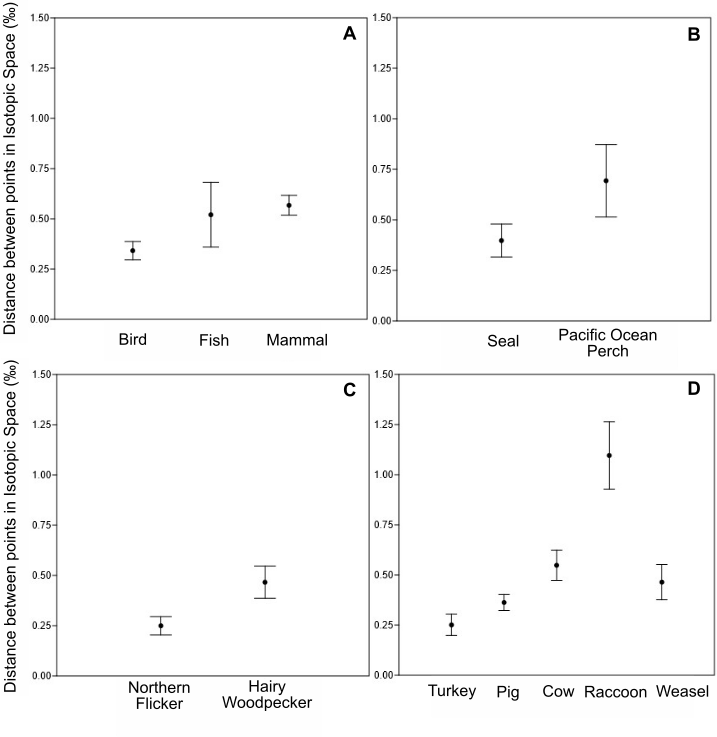 Distance between points in Isotopic Space (‰)
1.50
1.25
1.00
0.75
0.50
0.25
0.00
A
Bird
Fish
Mammal
1.50
1.25
1.00
0.75
0.50
0.25
0.00
B
Seal
Pacific Ocean
Perch
Distance between points in Isotopic Space (‰)
1.50
1.25
1.00
0.75
0.50
0.25
0.00
C
Northern
Flicker
Hairy
Woodpecker
1.50
1.25
1.00
0.75
0.50
0.25
0.00
D
Turkey
Pig
Cow
Raccoon
Weasel